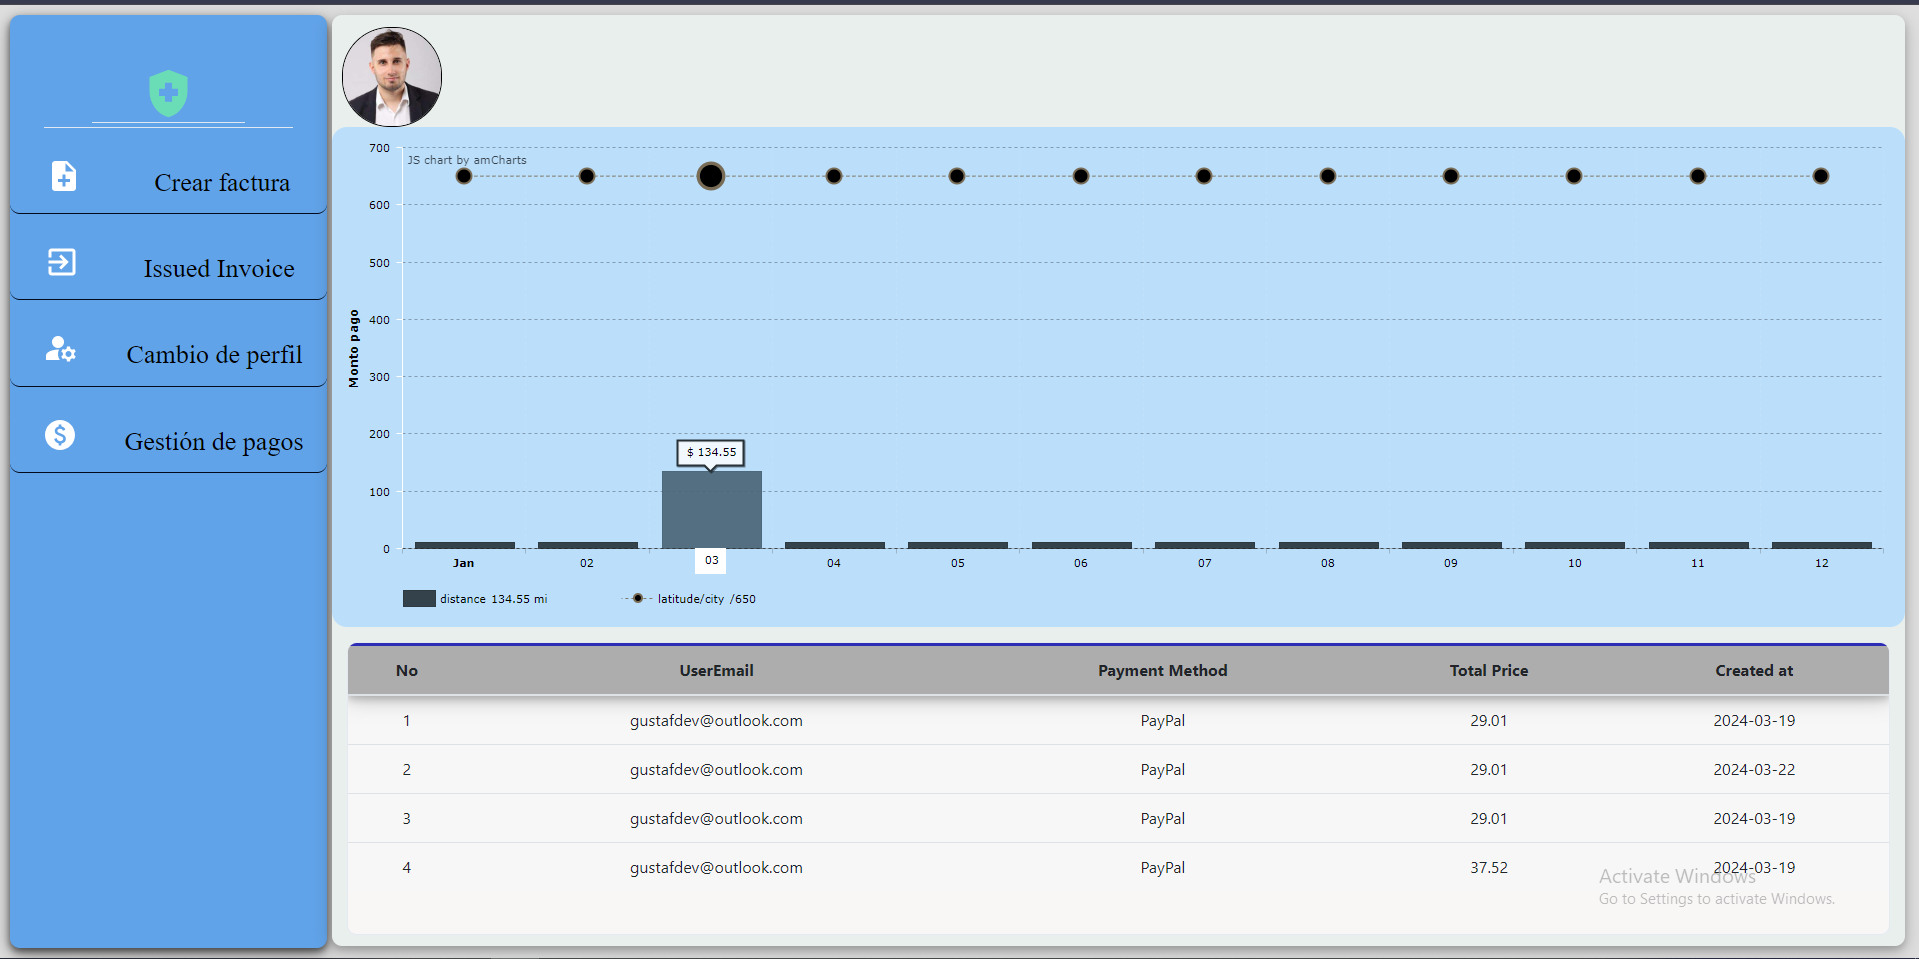 Crear factura
Issued Invoice
Cambio de perfil
Gestión de pagos
JS chart by amCharts
Monto pago
700
600
500
400
300
200
100
0
$ 134.55
Jan 02 03 04 05 06 07 08 09 10 11 12
distance 134.55 mi latitude/city /650
No UserEmail Payment Method Total Price Created at
1 gustafdev@outlook.com PayPal 29.01 2024-03-19
2 gustafdev@outlook.com PayPal 29.01 2024-03-22
3 gustafdev@outlook.com PayPal 29.01 2024-03-19
4 gustafdev@outlook.com PayPal 37.52 2024-03-19
Activate Windows
Go to Settings to activate Windows.